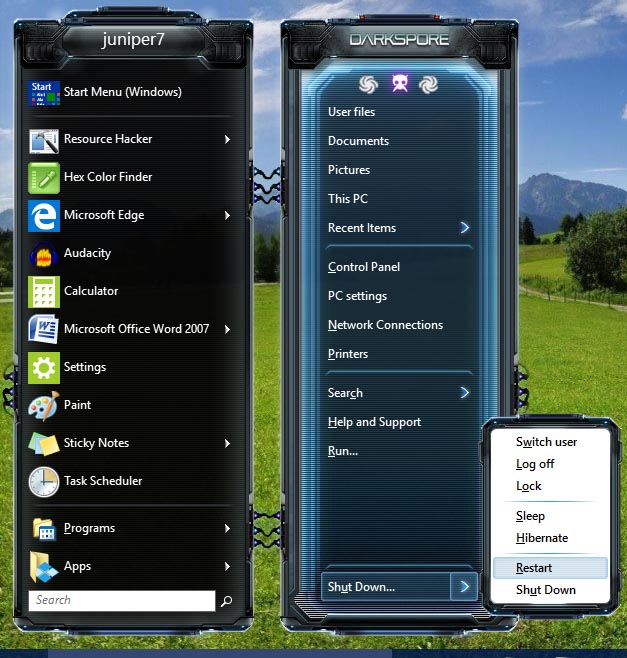 juniper7
Start
Start Menu (Windows)
Resource Hacker
Hex Color Finder
Microsoft Edge
Audacity
Calculator
Microsoft Office Word 2007
Settings
Paint
Sticky Notes
Task Scheduler
Programs
Apps
Search
DARKSPORE
User files
Documents
Pictures
This PC
Recent Items
Control Panel
PC settings
Network Connections
Printers
Search
Help and Support
Run...
Shut Down...
Switch user
Log off
Lock
Sleep
Hibernate
Restart
Shut Down